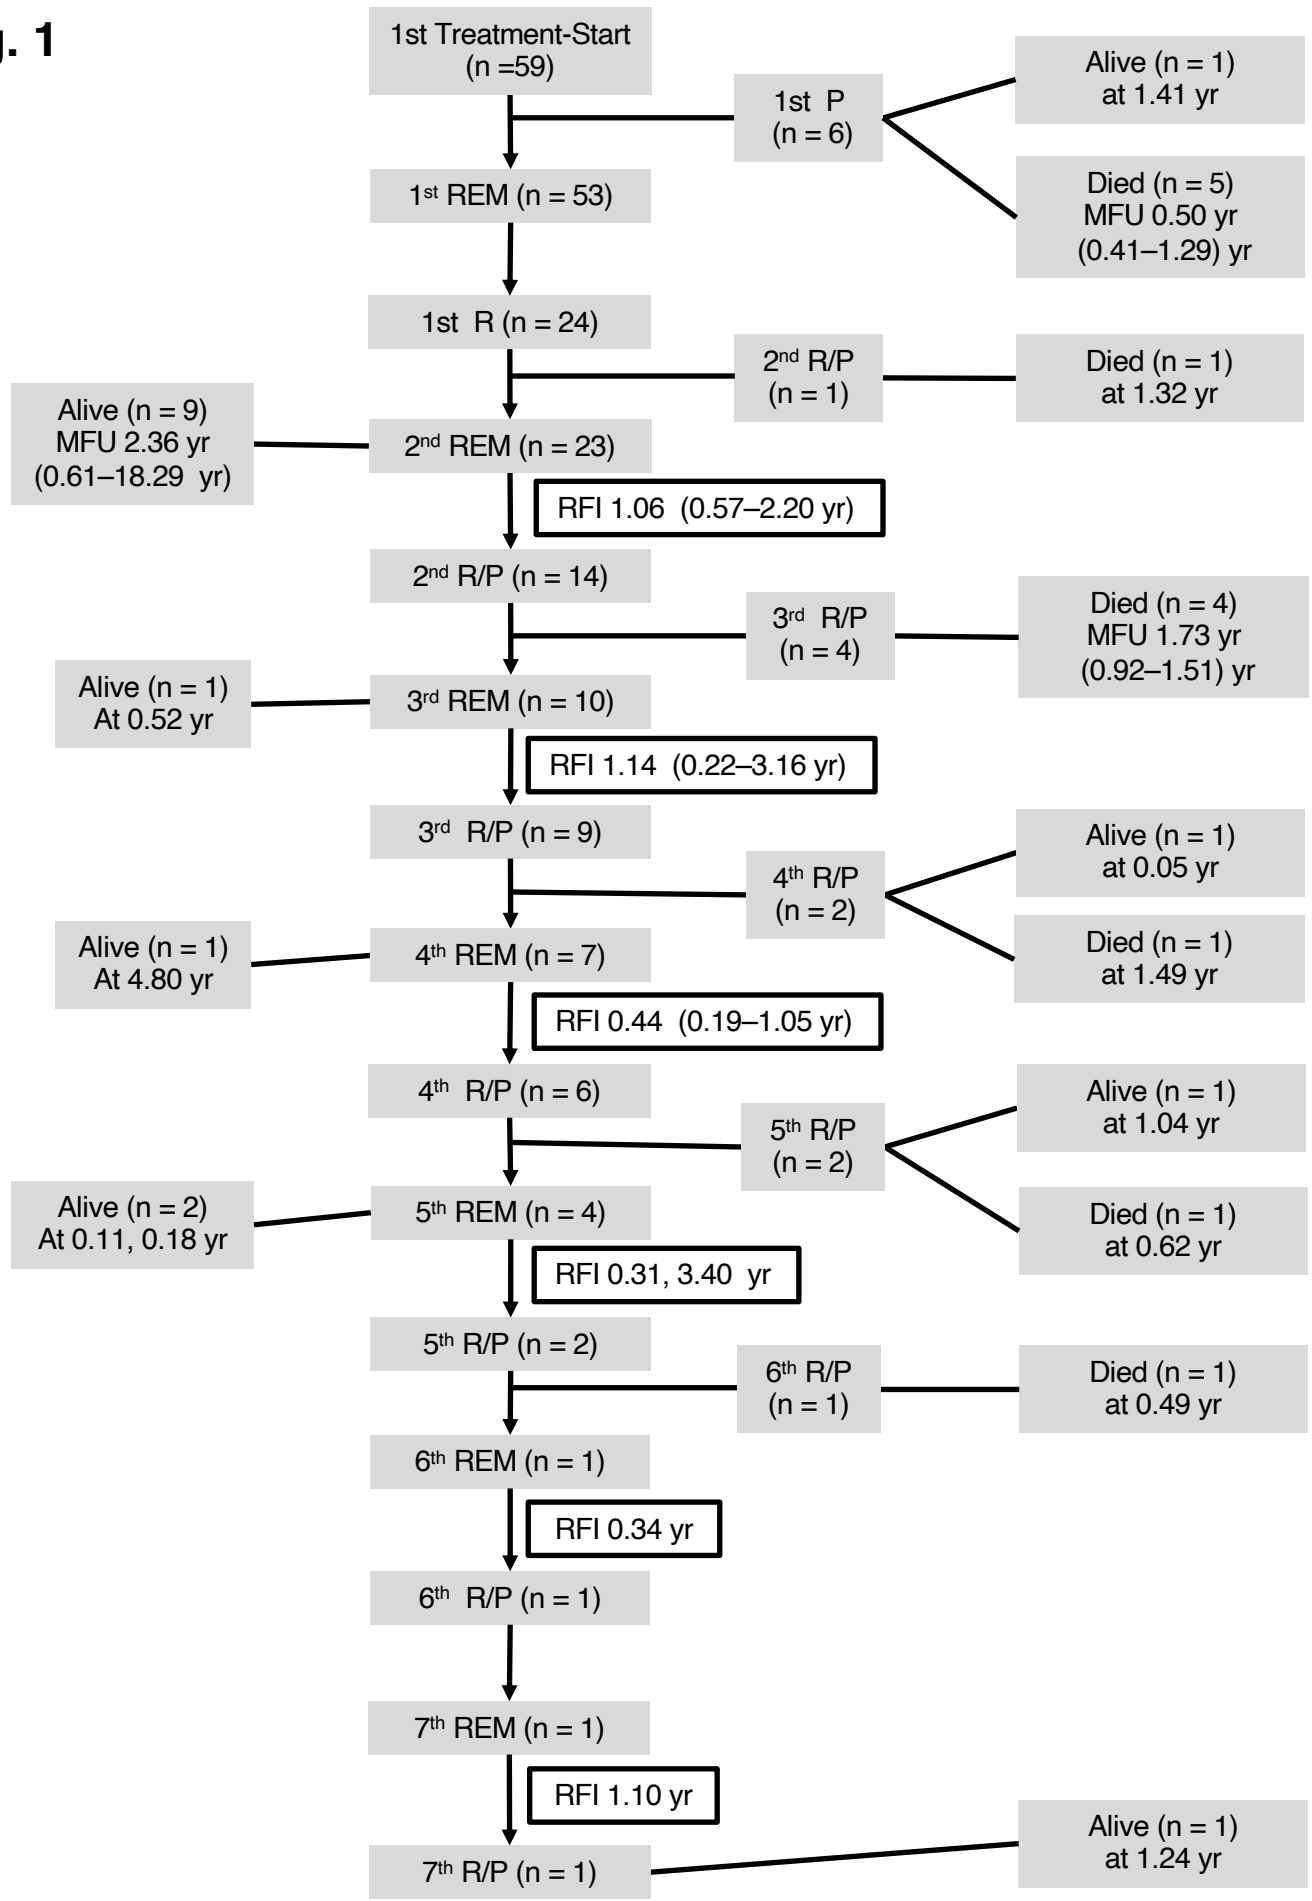 g. 1
1st Treatment-Start
(n =59)
1st P
(n = 6)
Alive (n = 1)
at 1.41 yr
Died (n = 5)
MFU 0.50 yr
(0.41–1.29) yr
1st REM (n = 53)
1st R (n = 24)
2nd R/P
(n = 1)
Died (n = 1)
at 1.32 yr
Alive (n = 9)
MFU 2.36 yr
(0.61–18.29 yr)
2nd REM (n = 23)
RFI 1.06 (0.57–2.20 yr)
2nd R/P (n = 14)
3rd R/P
(n = 4)
Died (n = 4)
MFU 1.73 yr
(0.92–1.51) yr
Alive (n = 1)
At 0.52 yr
3rd REM (n = 10)
RFI 1.14 (0.22–3.16 yr)
3rd R/P (n = 9)
4th R/P
(n = 2)
Alive (n = 1)
at 0.05 yr
Died (n = 1)
at 1.49 yr
Alive (n = 1)
At 4.80 yr
4th REM (n = 7)
RFI 0.44 (0.19–1.05 yr)
4th R/P (n = 6)
5th R/P
(n = 2)
Alive (n = 1)
at 1.04 yr
Died (n = 1)
at 0.62 yr
Alive (n = 2)
At 0.11, 0.18 yr
5th REM (n = 4)
RFI 0.31, 3.40 yr
5th R/P (n = 2)
6th R/P
(n = 1)
Died (n = 1)
at 0.49 yr
6th REM (n = 1)
RFI 0.34 yr
6th R/P (n = 1)
7th REM (n = 1)
RFI 1.10 yr
7th R/P (n = 1)
Alive (n = 1)
at 1.24 yr